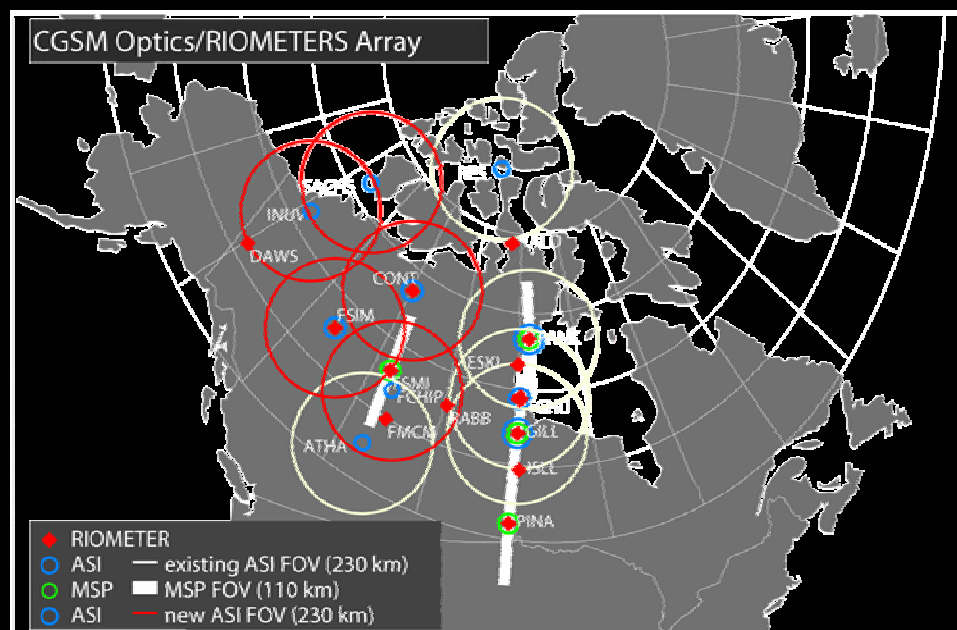 CGSM Optics/RIOMETERS Array
INUV
DAWS
CONT
FSIM
ESKI
FSMI
FCHIP
RABB
FMCM
GILL
ATHA
ISLL
PINA
RIOMETER
ASI existing ASI FOV (230 km)
MSP MSP FOV (110 km)
ASI new ASI FOV (230 km)